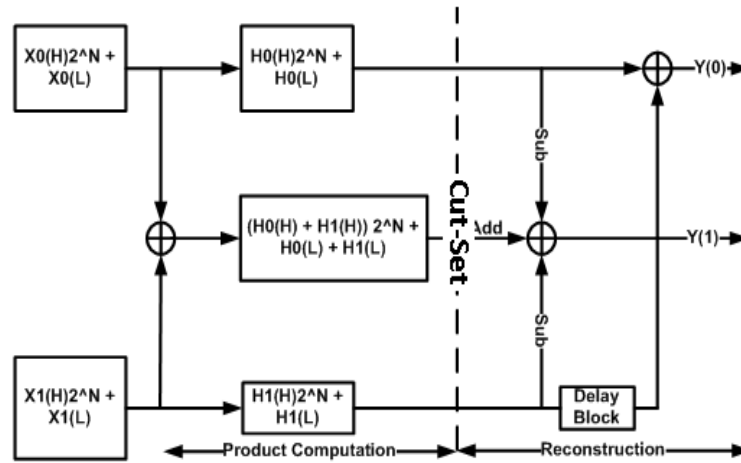 X0(H)2^N +
X0(L)
H0(H)2^N +
H0(L)
Y(0)
Sub
(H0(H) + H1(H)) 2^N +
H0(L) + H1(L)
Cut-Set
Add
Y(1)
Sub
X1(H)2^N +
X1(L)
H1(H)2^N +
H1(L)
Delay
Block
Product Computation
Reconstruction